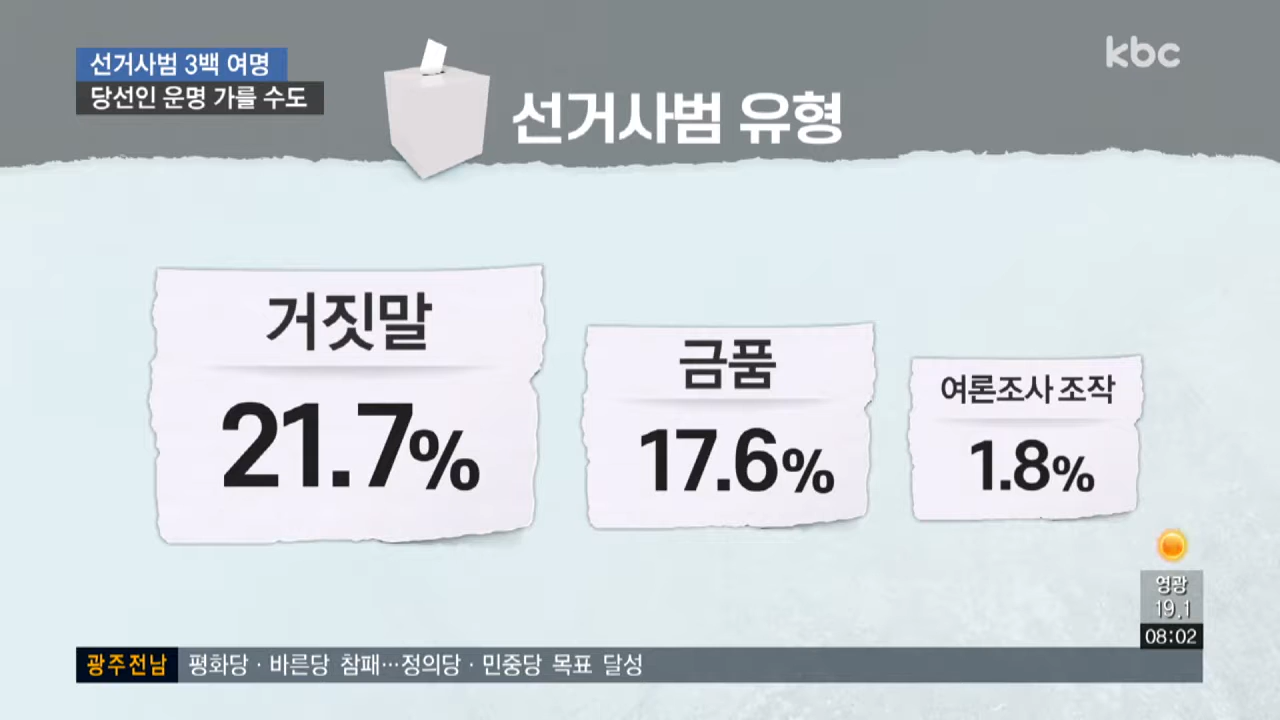 선거사범 3백 여명
당선인 운명 가를 수도
kbc
선거사범 유형
거짓말
21.7%
금품
17.6%
여론조사 조작
1.8%
영광
19.1
08:02
광주전남 평화당·바른당 참패…정의당·민중당 목표 달성